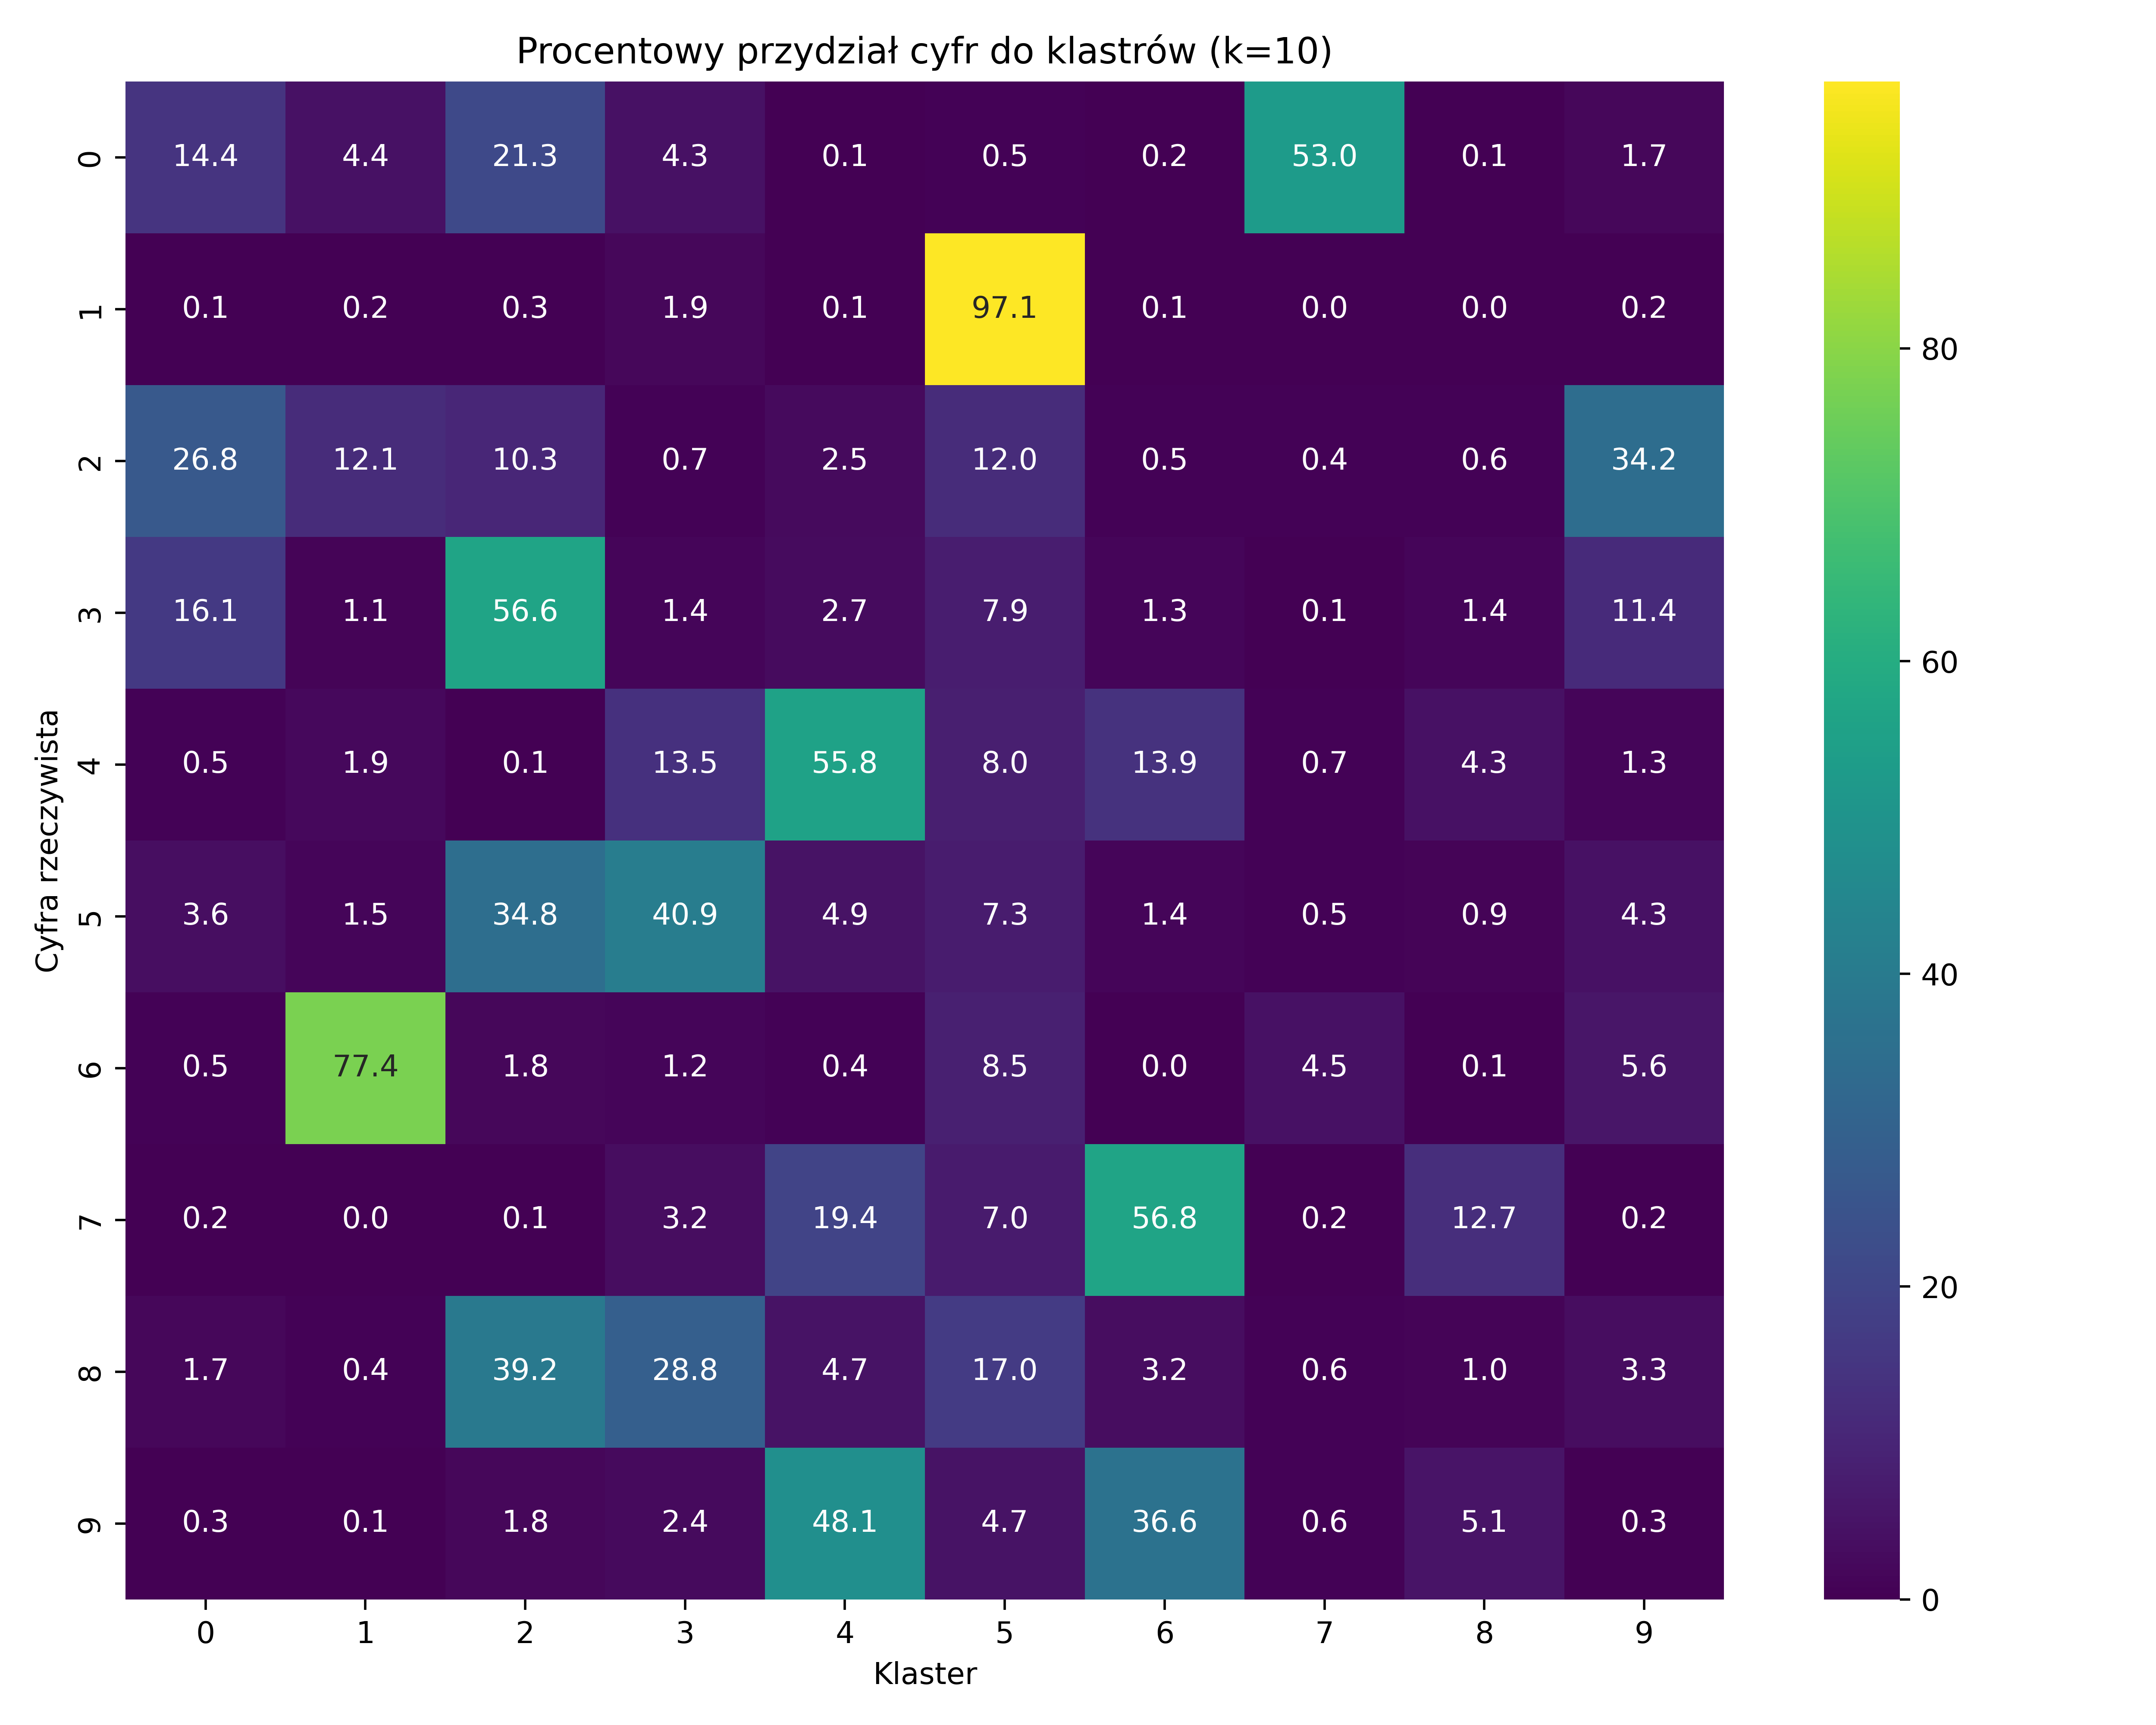 Procentowy przydział cyfr do klastrów (k=10)
0 14.4 4.4 21.3 4.3 0.1 0.5 0.2 53.0 0.1 1.7
1 0.1 0.2 0.3 1.9 0.1 97.1 0.1 0.0 0.0 0.2
2 26.8 12.1 10.3 0.7 2.5 12.0 0.5 0.4 0.6 34.2
3 16.1 1.1 56.6 1.4 2.7 7.9 1.3 0.1 1.4 11.4
4 0.5 1.9 0.1 13.5 55.8 8.0 13.9 0.7 4.3 1.3
5 3.6 1.5 34.8 40.9 4.9 7.3 1.4 0.5 0.9 4.3
6 0.5 77.4 1.8 1.2 0.4 8.5 0.0 4.5 0.1 5.6
7 0.2 0.0 0.1 3.2 19.4 7.0 56.8 0.2 12.7 0.2
8 1.7 0.4 39.2 28.8 4.7 17.0 3.2 0.6 1.0 3.3
9 0.3 0.1 1.8 2.4 48.1 4.7 36.6 0.6 5.1 0.3
0 1 2 3 4 5 6 7 8 9
Klaster
Cyfra rzeczywista
80
60
40
20
0